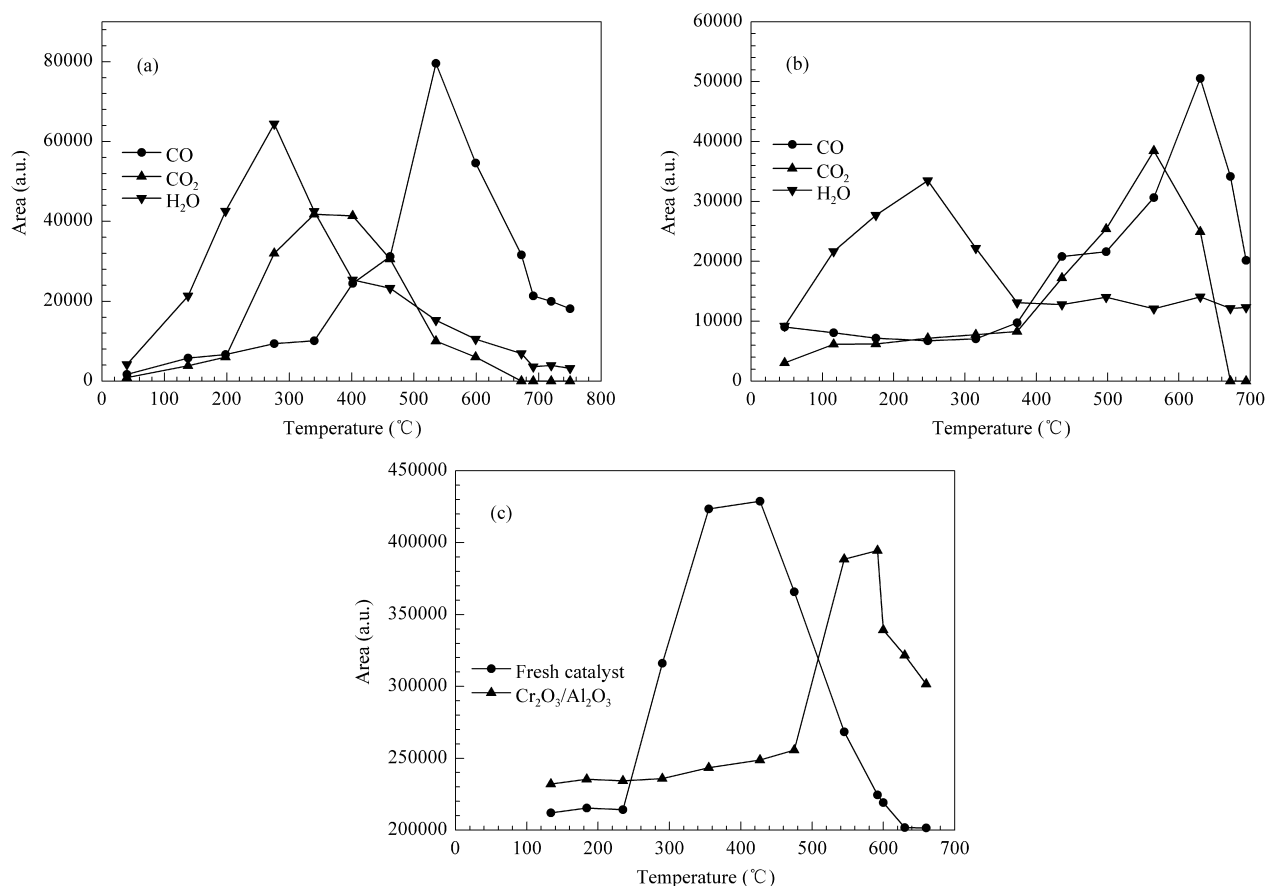 (a)
80000
60000
40000
20000
0
Area (a.u.)
CO
CO₂
H₂O
0 100 200 300 400 500 600 700 800
Temperature (℃)
(b)
60000
50000
40000
30000
20000
10000
0
Area (a.u.)
CO
CO₂
H₂O
0 100 200 300 400 500 600 700
Temperature (℃)
(c)
450000
400000
350000
300000
250000
200000
Area (a.u.)
Fresh catalyst
Cr₂O₃/Al₂O₃
0 100 200 300 400 500 600 700
Temperature (℃)